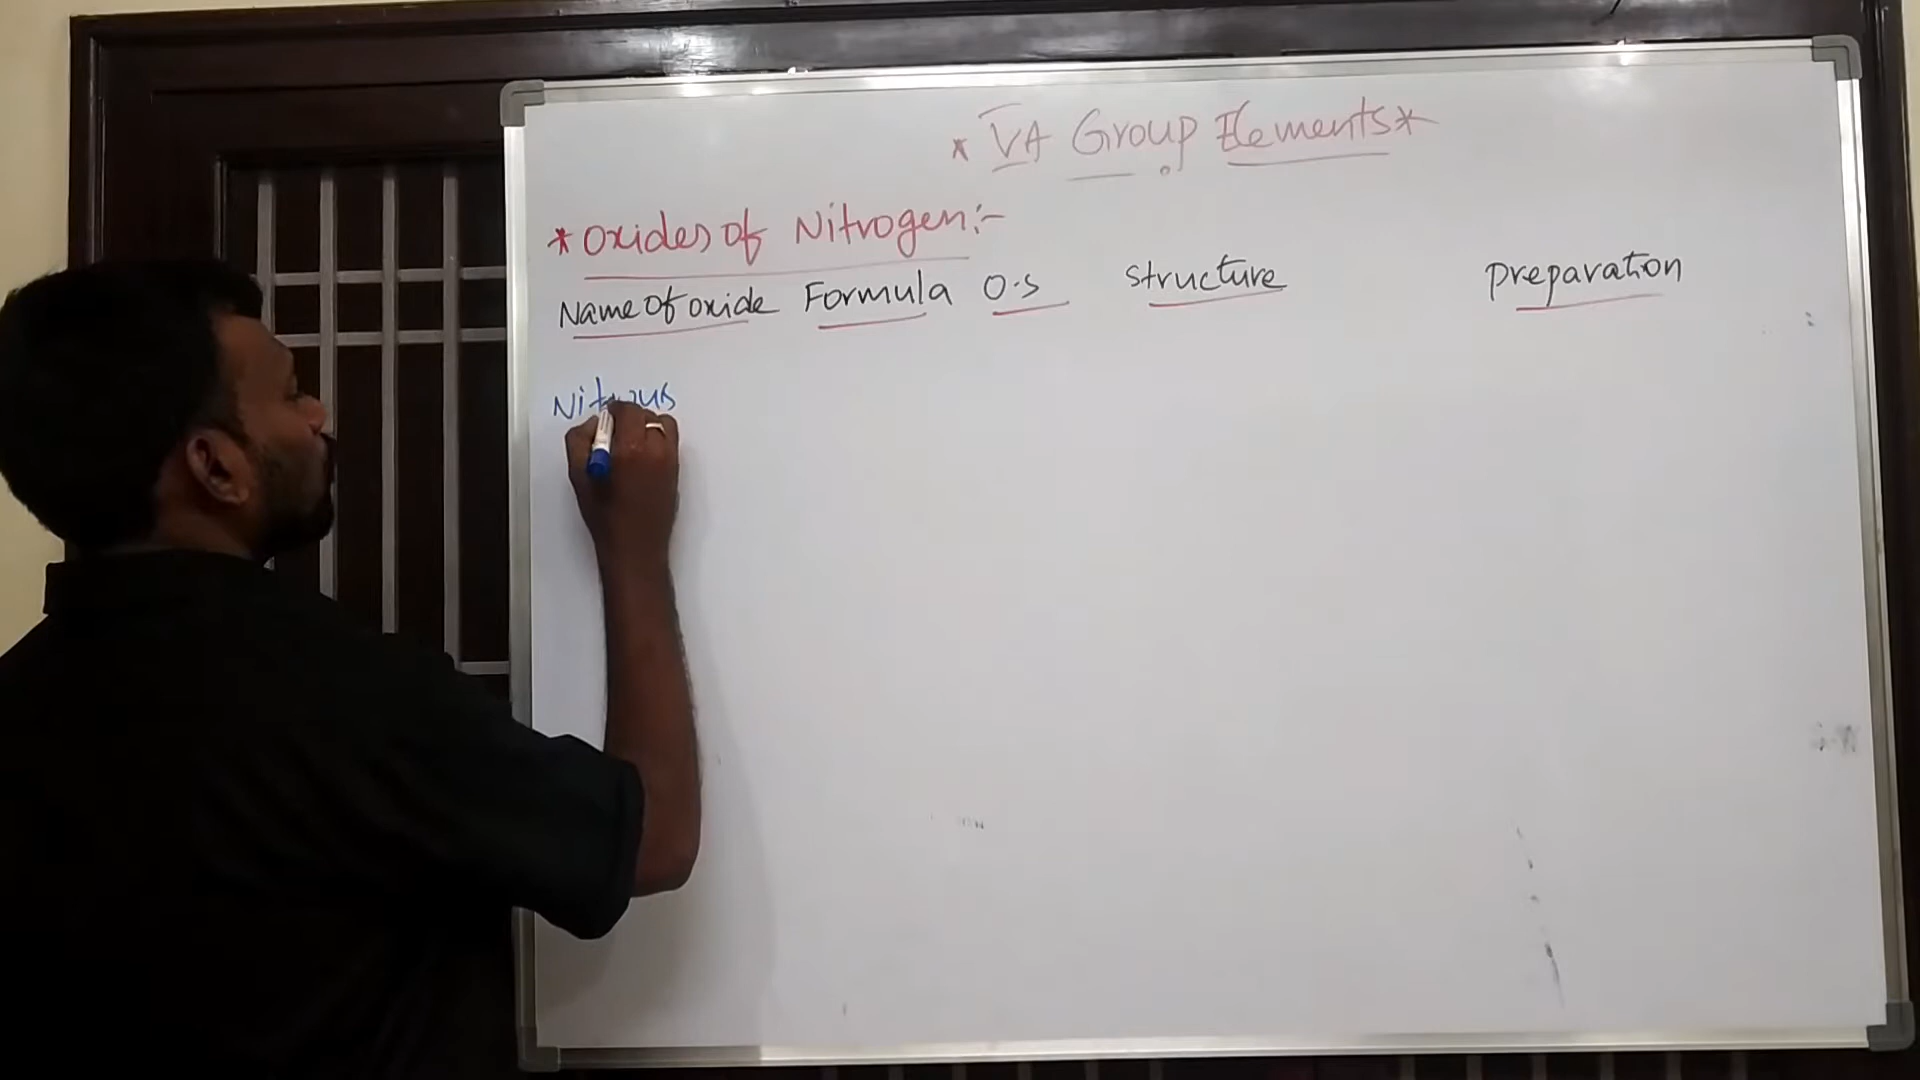 * VA Group Elements *
* Oxides of Nitrogen:-
Name of oxide Formula O.S Structure Preparation
Nitrous